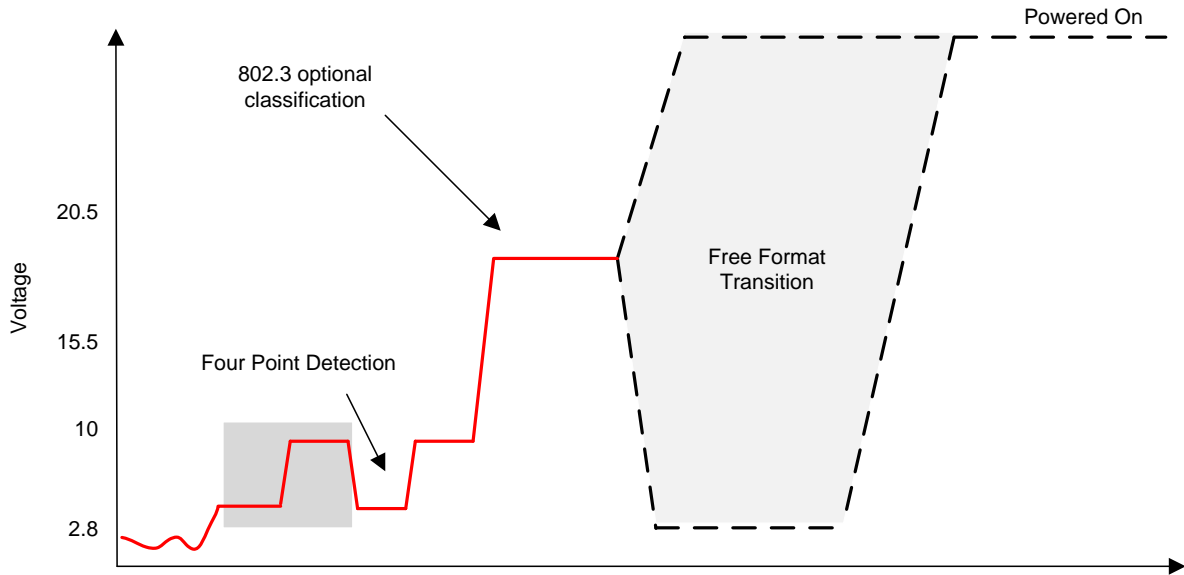 Powered On
802.3 optional
classification
20.5
Free Format
Transition
Voltage
15.5
Four Point Detection
10
2.8